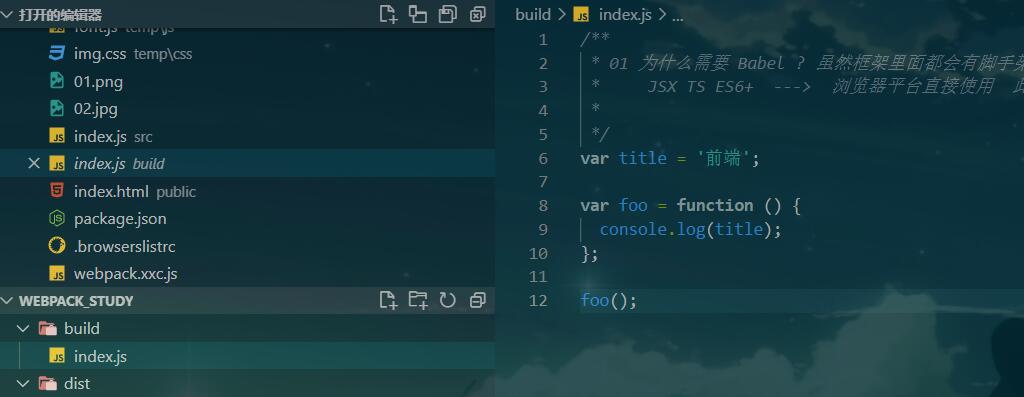 打开的编辑器
font.js temp\js
img.css temp\css
01.png
02.jpg
index.js src
index.js build
index.html public
package.json
.browserslistrc
webpack.xxc.js
WEBPACK_STUDY
build
index.js
dist
build > index.js > ...
1 /**
2 * 01 为什么需要 Babel ? 虽然框架里面都会有脚手架
3 * JSX TS ES6+ ---> 浏览器平台直接使用 此
4 *
5 */
6 var title = '前端';
7
8 var foo = function () {
9 console.log(title);
10 };
11
12 foo();